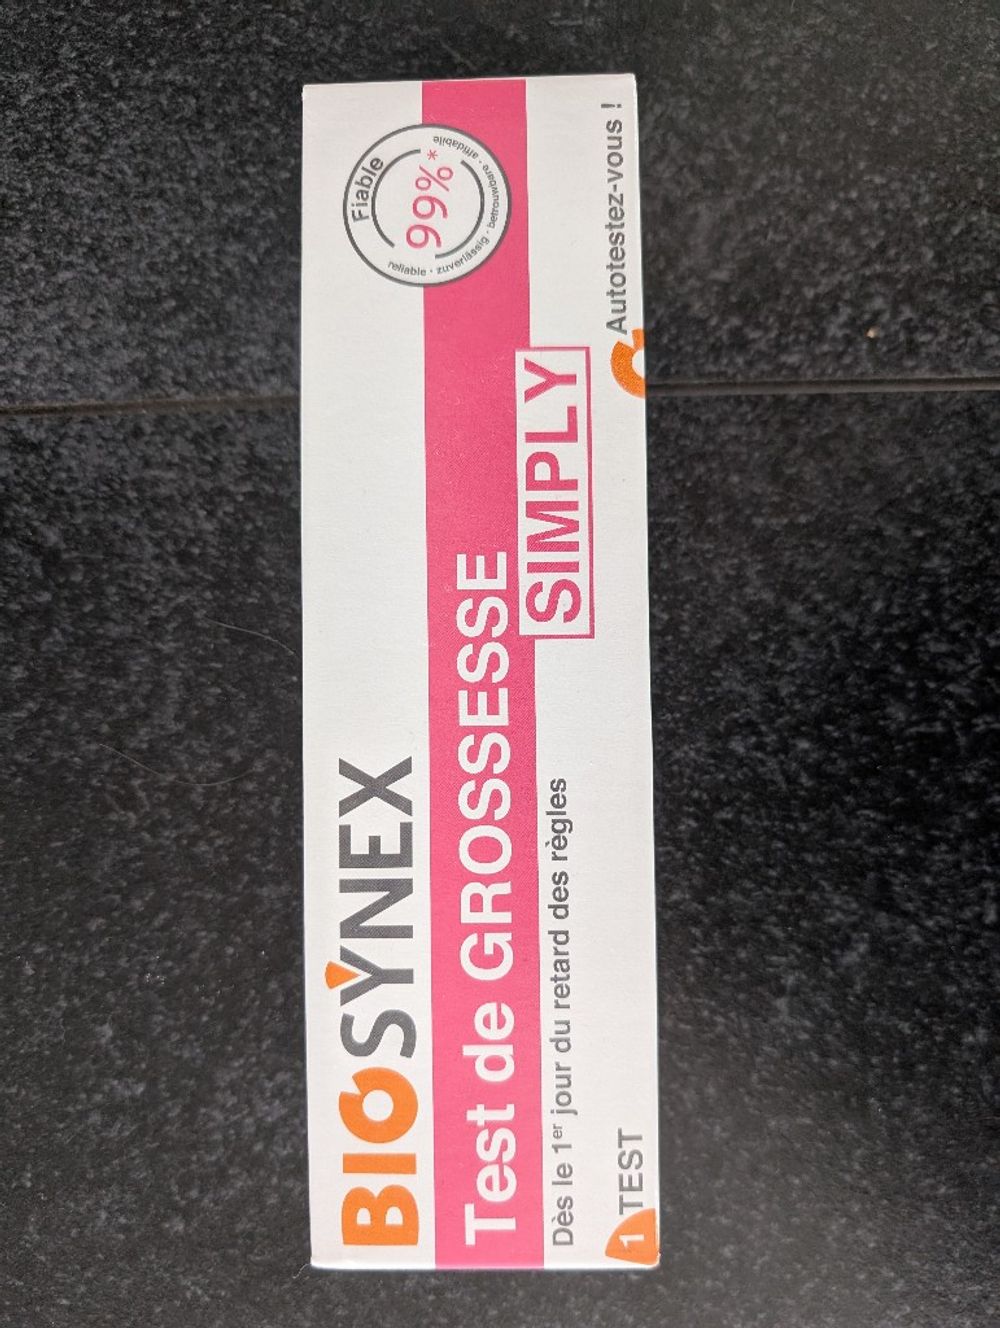 BIOSYNEX
Fiable
99%*
reliable · zuverlässig · betrouwbare · affidabile
Test de GROSSESSE
SIMPLY
Dès le 1er jour du retard des règles
1 TEST
Autotestez-vous !